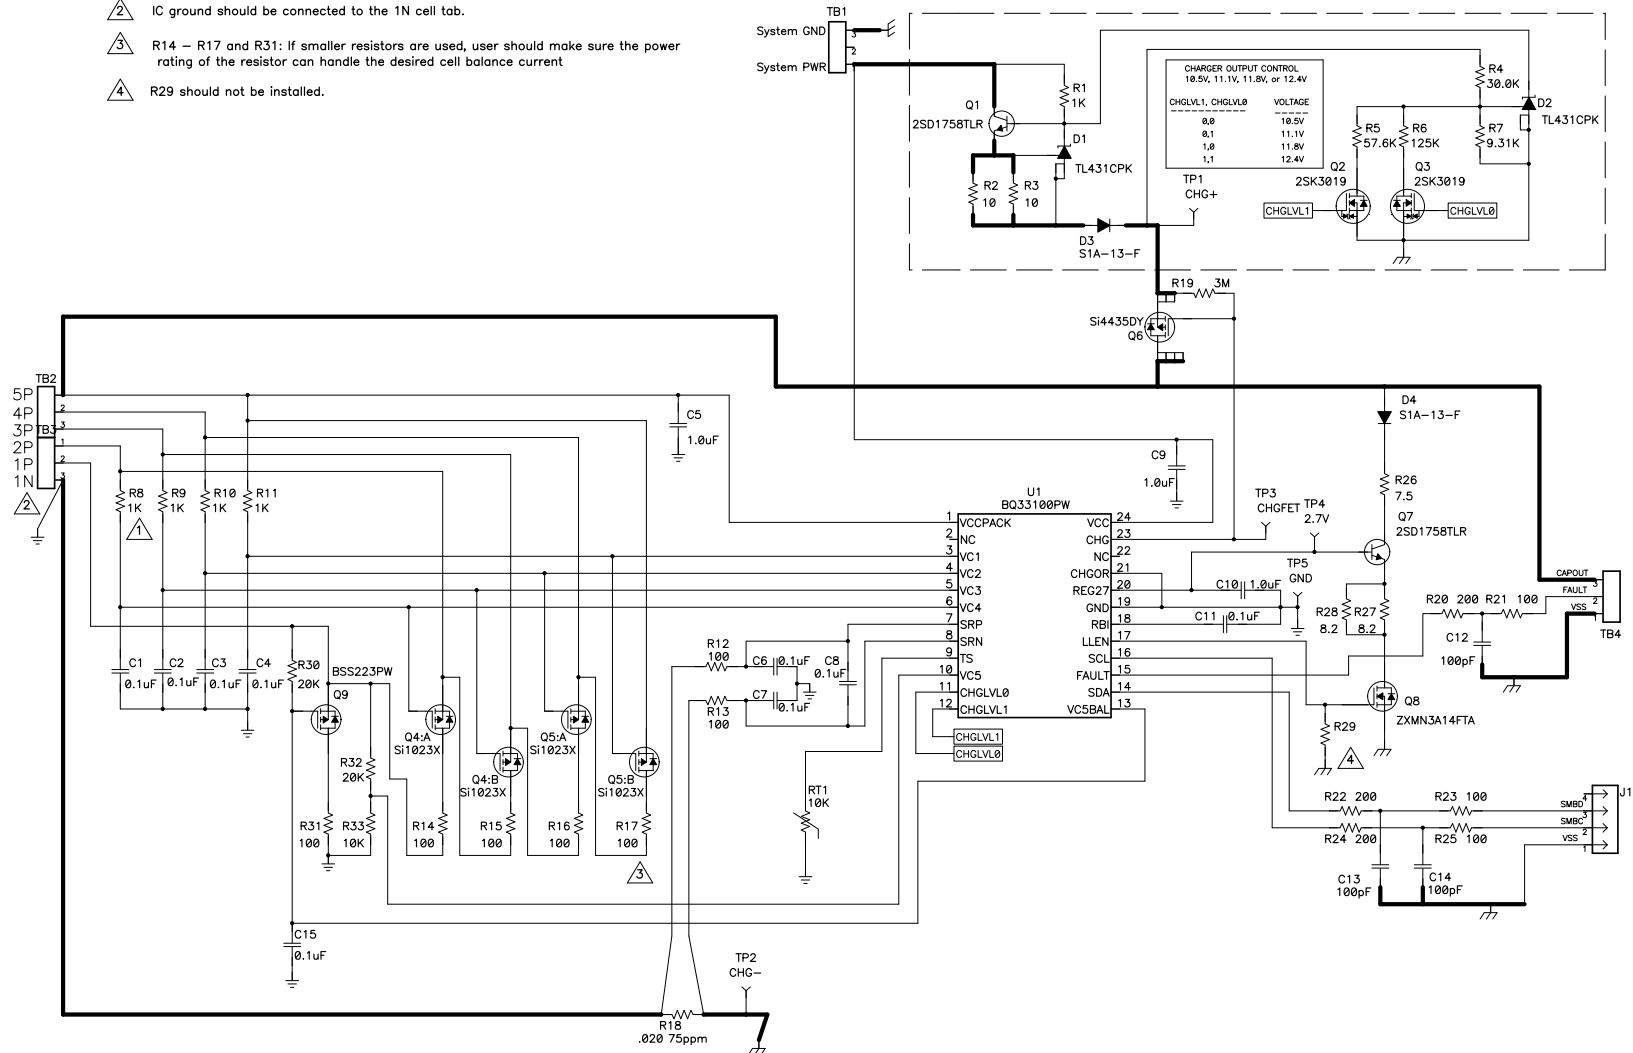 2 IC ground should be connected to the 1N cell tab.
3 R14 – R17 and R31: If smaller resistors are used, user should make sure the power
rating of the resistor can handle the desired cell balance current
4 R29 should not be installed.
TB1
System GND
3
2
System PWR
CHARGER OUTPUT CONTROL
10.5V, 11.1V, 11.8V, or 12.4V
CHGLVL1, CHGLVL0 VOLTAGE
0,0 10.5V
0,1 11.1V
1,0 11.8V
1,1 12.4V
R1
1K
Q1
2SD1758TLR
D1
TL431CPK
R2
10
R3
10
D3
S1A-13-F
TP1
CHG+
R4
30.0K
D2
TL431CPK
R5
57.6K
R6
125K
R7
9.31K
Q2
2SK3019
Q3
2SK3019
CHGLVL1
CHGLVL0
R19 3M
Si4435DY
Q6
TB2
5P
4P 2
3P 3
TB3
2P 1
1P 2
1N 3
2
C5
1.0uF
R8
1K
R9
1K
R10
1K
R11
1K
1
C9
1.0uF
D4
S1A-13-F
R26
7.5
Q7
2SD1758TLR
U1
BQ33100PW
1 VCCPACK
2 NC
3 VC1
4 VC2
5 VC3
6 VC4
7 SRP
8 SRN
9 TS
10 VC5
11 CHGLVL0
12 CHGLVL1
VCC 24
CHG 23
NC 22
CHGOR 21
REG27 20
GND 19
RBI 18
LLEN 17
SCL 16
FAULT 15
SDA 14
VC5BAL 13
CHGLVL1
CHGLVL0
TP3
CHGFET
TP4
2.7V
TP5
GND
C10 1.0uF
C11 0.1uF
R28
8.2
R27
8.2
R20 200 R21 100
CAPOUT
3
FAULT
2
VSS
1
TB4
C12
100pF
Q8
ZXMN3A14FTA
R29
4
C1
0.1uF
C2
0.1uF
C3
0.1uF
C4
0.1uF
R30
20K
BSS223PW
Q9
Q4:A
Si1023X
Q4:B
Si1023X
Q5:A
Si1023X
Q5:B
Si1023X
R12
100
R13
100
C6 0.1uF
C7 0.1uF
C8
0.1uF
R32
20K
R31
100
R33
10K
R14
100
R15
100
R16
100
R17
100
3
RT1
10K
R22 200 R23 100
R24 200 R25 100
J1
4
SMBD
3
SMBC
2
VSS
1
C13
100pF
C14
100pF
C15
0.1uF
TP2
CHG-
R18
.020 75ppm